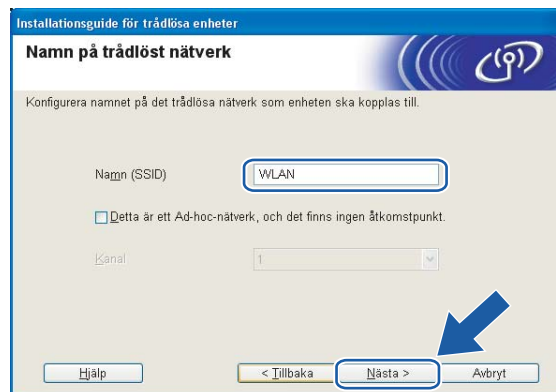 Installationsguide för trådlösa enheter
Namn på trådlöst nätverk
Konfigurera namnet på det trådlösa nätverk som enheten ska kopplas till.
Namn (SSID) WLAN
Detta är ett Ad-hoc-nätverk, och det finns ingen åtkomstpunkt.
Kanal 1
Hjälp < Tillbaka Nästa > Avbryt